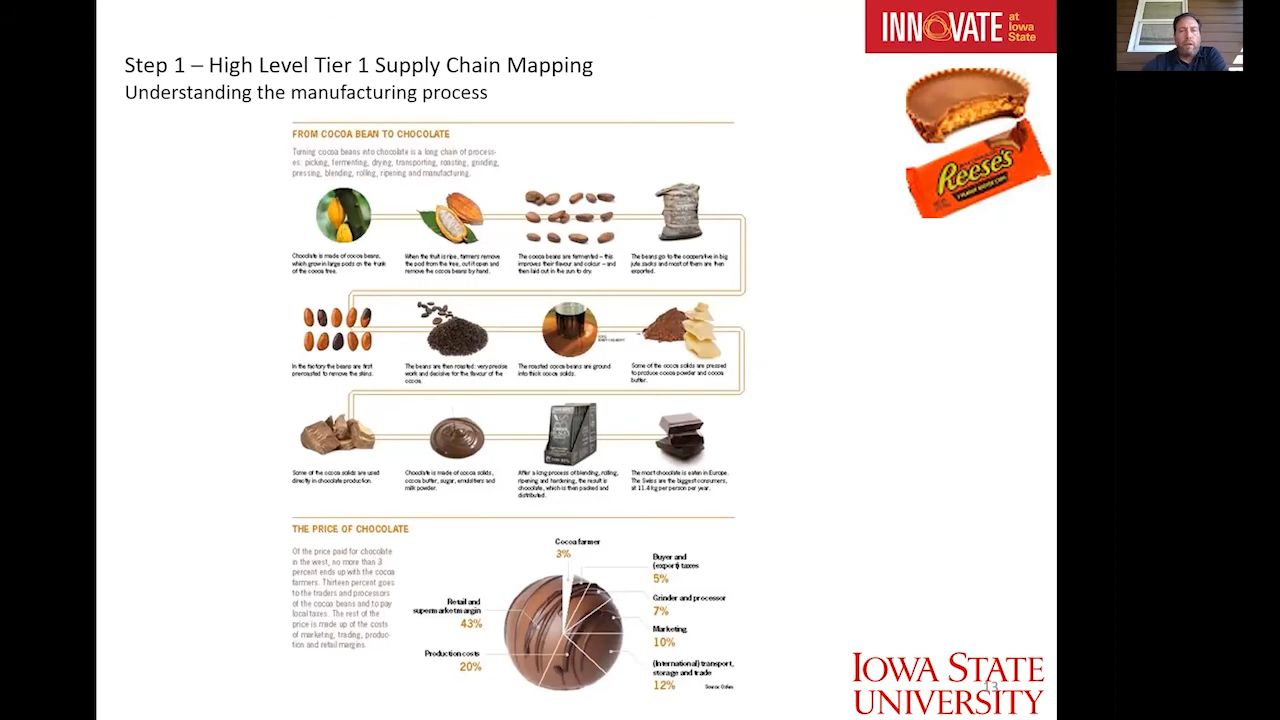 INNOVATE at Iowa State
Step 1 – High Level Tier 1 Supply Chain Mapping
Understanding the manufacturing process
Reese's
FROM COCOA BEAN TO CHOCOLATE
Turning cocoa beans into chocolate is a long chain of process-
es: picking, fermenting, drying, transporting, roasting, grinding,
pressing, blending, rolling, ripening and manufacturing.
Chocolate is made of cocoa beans,
which grow in large pods on the trunk
of the cocoa tree.
When the fruit is ripe, farmers remove
the pod from the tree, cut it open and
remove the cocoa beans by hand.
The cocoa beans are fermented – this
improves their flavour and colour – and
then laid out in the sun to dry.
The beans go to the cooperative in big
jute sacks and most of them are then
exported.
In the factory the beans are first
preroasted to remove the skins.
The beans are then roasted: very precise
work and decisive for the flavour of the
cocoa.
The roasted cocoa beans are ground
into thick cocoa solids.
Some of the cocoa solids are pressed
to produce cocoa powder and cocoa
butter.
Some of the cocoa solids are used
directly in chocolate production.
Chocolate is made of cocoa solids,
cocoa butter, sugar, emulsifiers and
milk powder.
After a long process of blending, rolling,
ripening and hardening, the result is
chocolate, which is then packed and
distributed.
The most chocolate is eaten in Europe.
The Swiss are the biggest consumers,
at 11.4 kg per person per year.
THE PRICE OF CHOCOLATE
Of the price paid for chocolate
in the west, no more than 3
percent ends up with the cocoa
farmers. Thirteen percent goes
to the traders and processors
of the cocoa beans and to pay
local taxes. The rest of the
price is made up of the costs
of marketing, trading, produc-
tion and retail margins.
Cocoa farmer
3%
Buyer and
(export) taxes
5%
Grinder and processor
7%
Marketing
10%
(International) transport,
storage and trade
12%
Retail and
supermarket margin
43%
Production costs
20%
IOWA STATE
UNIVERSITY
13